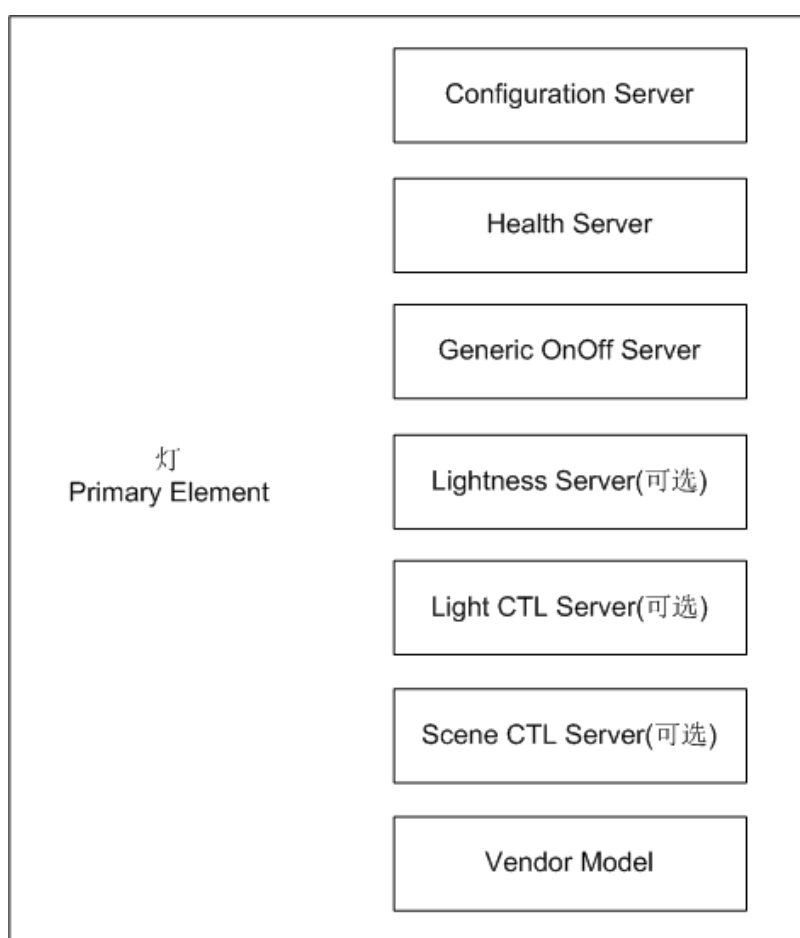 Configuration Server
Health Server
Generic OnOff Server
灯
Primary Element
Lightness Server(可选)
Light CTL Server(可选)
Scene CTL Server(可选)
Vendor Model